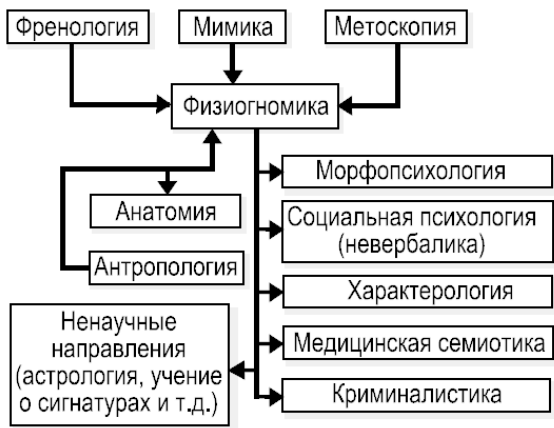 Френология
Мимика
Метоскопия
Физиогномика
Морфопсихология
Анатомия
Социальная психология
(невербалика)
Антропология
Характерология
Ненаучные
направления
(астрология, учение
о сигнатурах и т.д.)
Медицинская семиотика
Криминалистика